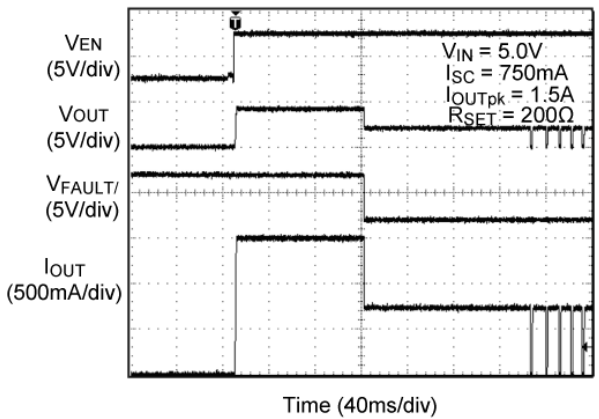 VEN
(5V/div)
VOUT
(5V/div)
VFAULT/
(5V/div)
IOUT
(500mA/div)
U
VIN = 5.0V
ISC = 750mA
IOUTpk = 1.5A
RSET = 200Ω
Time (40ms/div)